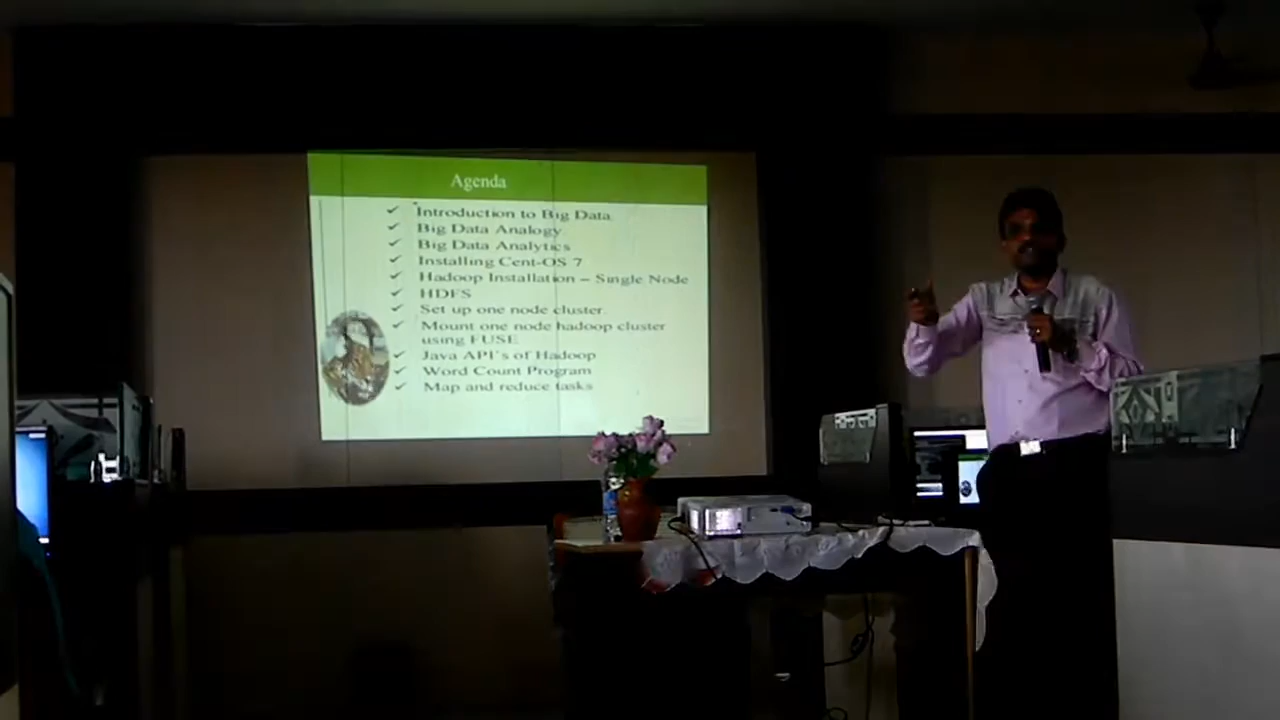 Agenda
Introduction to Big Data
Big Data Analogy
Big Data Analytics
Installing Cent-OS 7
Hadoop Installation – Single Node
HDFS
Set up one node cluster.
Mount one node hadoop cluster
using FUSE
Java API's of Hadoop
Word Count Program
Map and reduce tasks